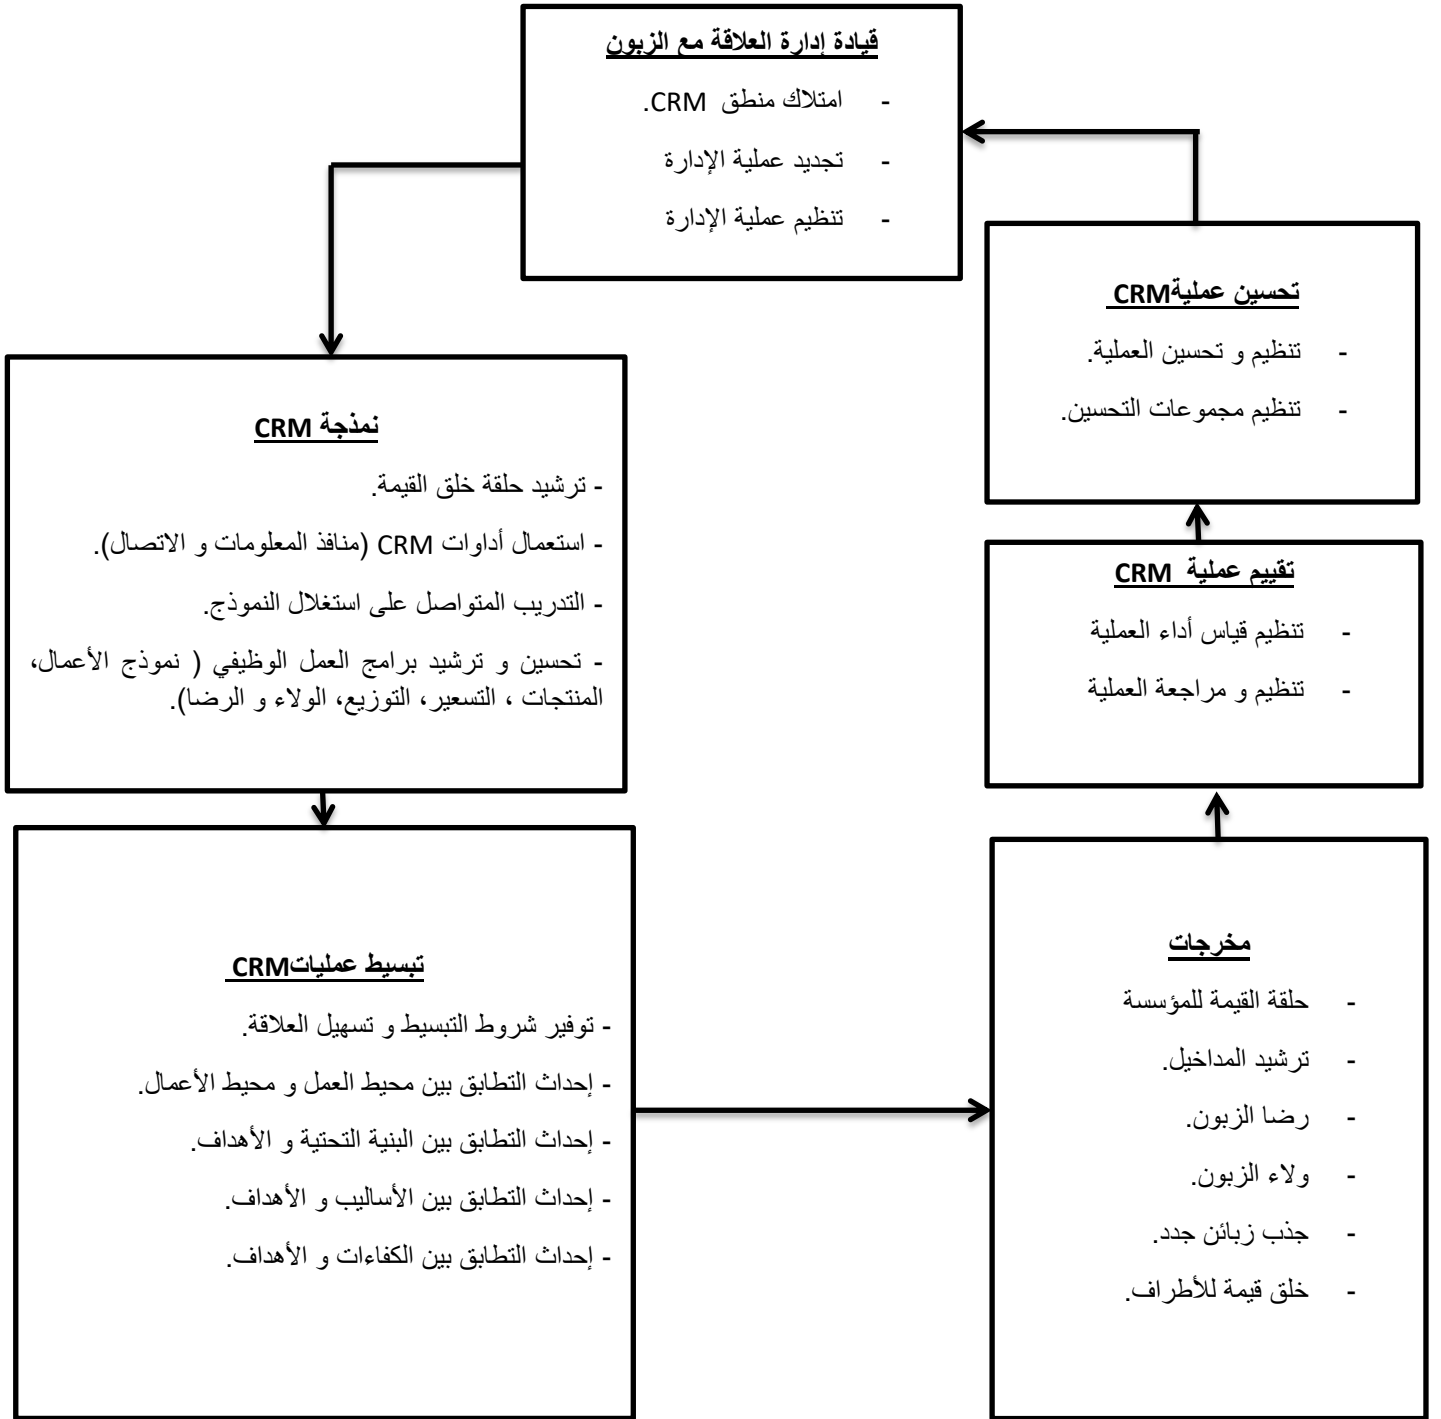 قيادة إدارة العلاقة مع الزبون
- امتلاك منطق CRM.
- تجديد عملية الإدارة
- تنظيم عملية الإدارة
تحسين عملية CRM
- تنظيم و تحسين العملية.
- تنظيم مجموعات التحسين.
نمذجة CRM
- ترشيد حلقة خلق القيمة.
- استعمال أداوات CRM (منافذ المعلومات و الاتصال).
- التدريب المتواصل على استغلال النموذج.
- تحسين و ترشيد برامج العمل الوظيفي ( نموذج الأعمال،
المنتجات ، التسعير، التوزيع، الولاء و الرضا).
تقييم عملية CRM
- تنظيم قياس أداء العملية
- تنظيم و مراجعة العملية
تبسيط عمليات CRM
- توفير شروط التبسيط و تسهيل العلاقة.
- إحداث التطابق بين محيط العمل و محيط الأعمال.
- إحداث التطابق بين البنية التحتية و الأهداف.
- إحداث التطابق بين الأساليب و الأهداف.
- إحداث التطابق بين الكفاءات و الأهداف.
مخرجات
- حلقة القيمة للمؤسسة
- ترشيد المداخيل.
- رضا الزبون.
- ولاء الزبون.
- جذب زبائن جدد.
- خلق قيمة للأطراف.